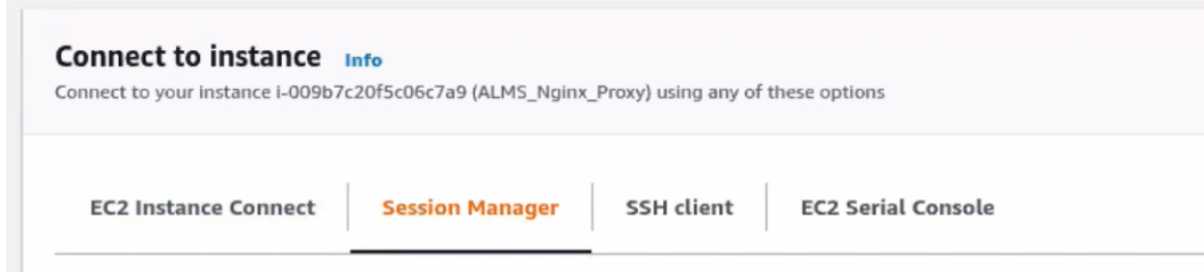 Connect to instance Info
Connect to your instance i-009b7c20f5c06c7a9 (ALMS_Nginx_Proxy) using any of these options
EC2 Instance Connect Session Manager SSH client EC2 Serial Console